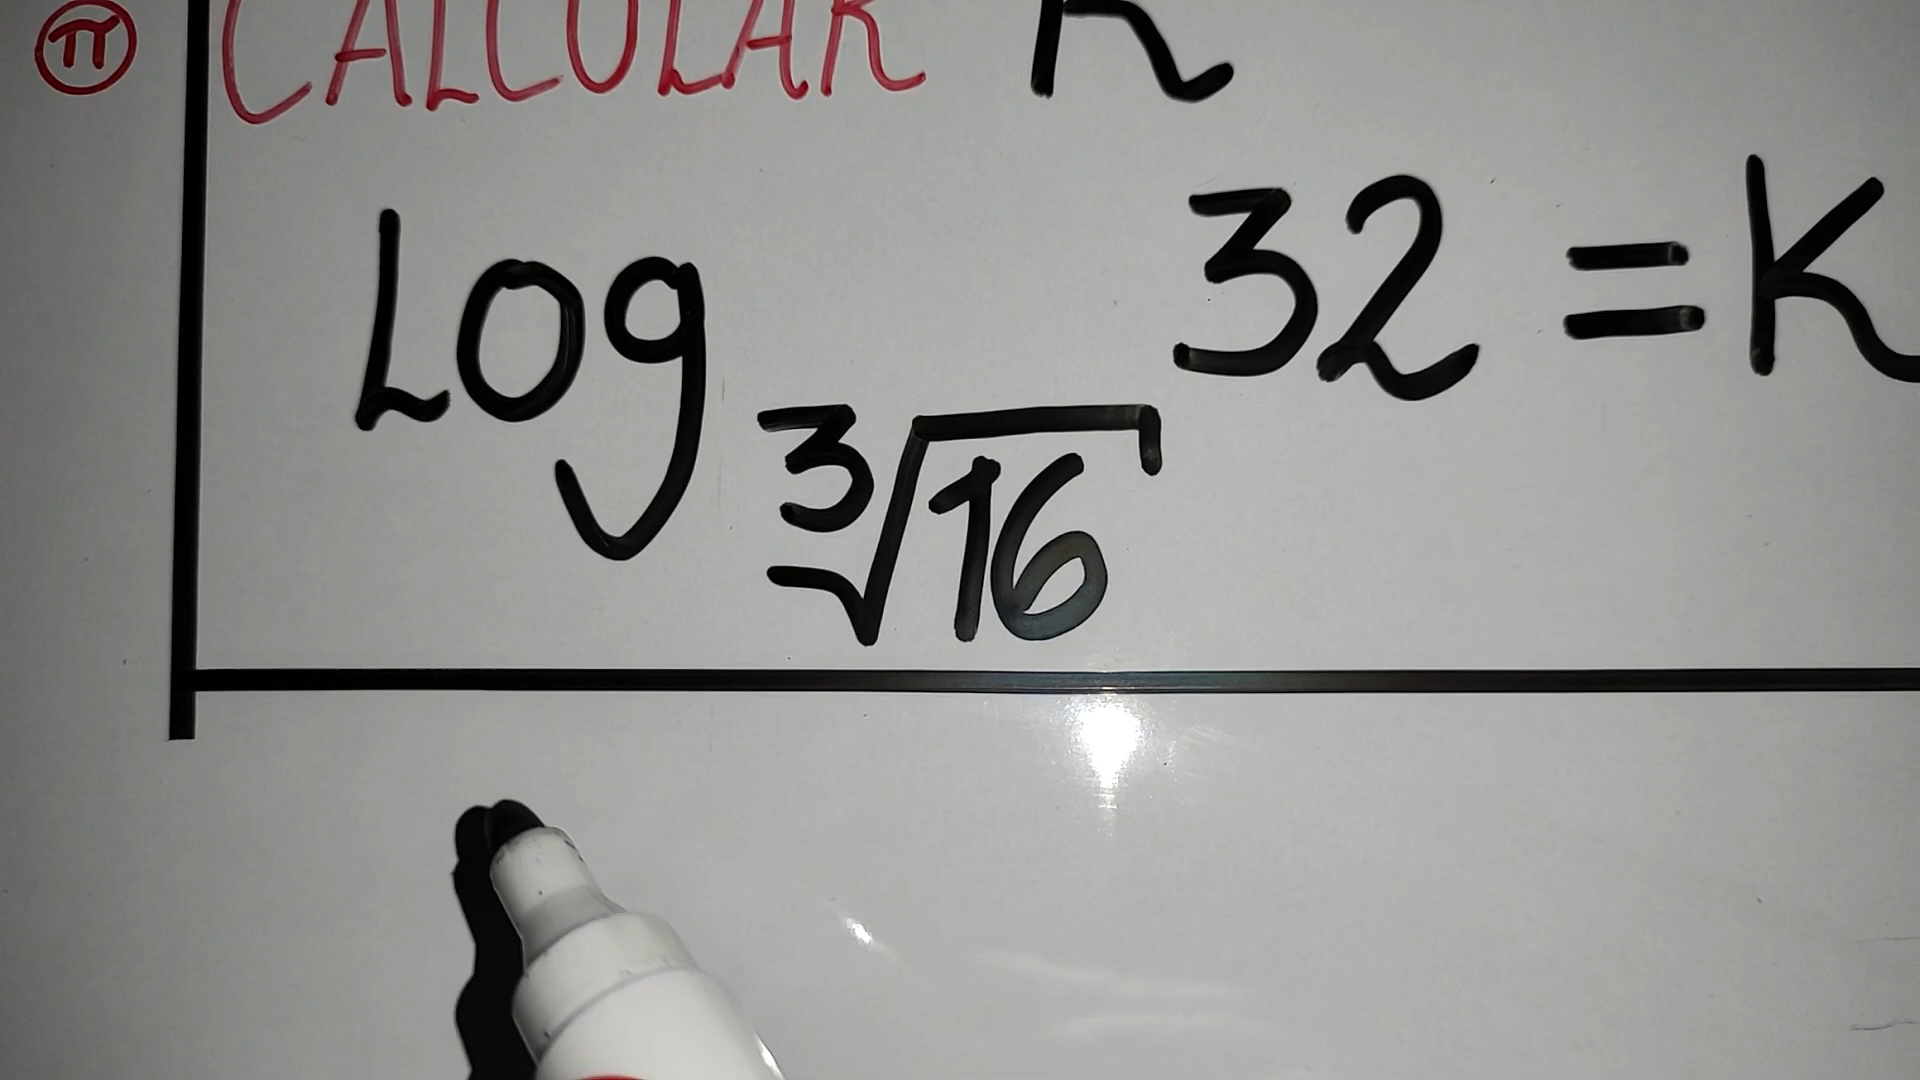 π CALCULAR K
Log ∛16 32 = K